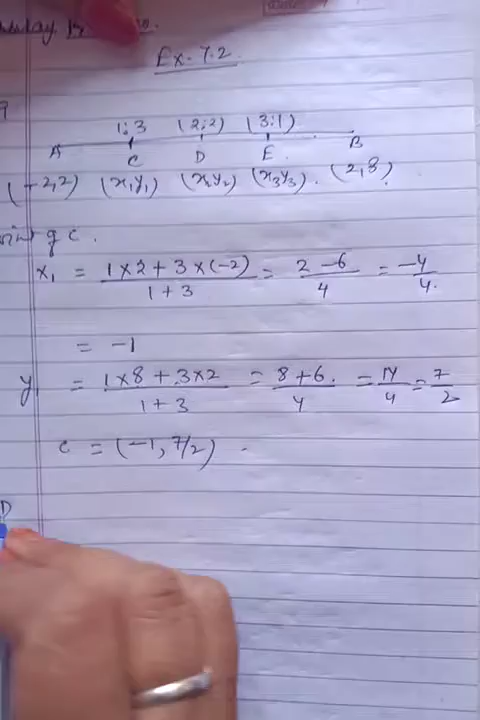 Ex-7.2
9
1:3 (2:2) (3:1)
A C D E B
(-2,2) (x₁y₁) (x₂y₂) (x₃y₃). (2,8)
g C.
x₁ = 1×2+3×(-2)/1+3 = 2-6/4 = -4/4.
= -1
y₁ = 1×8+3×2/1+3 = 8+6./4 = 14/4 = 7/2
C = (-1, 7/2) .
D